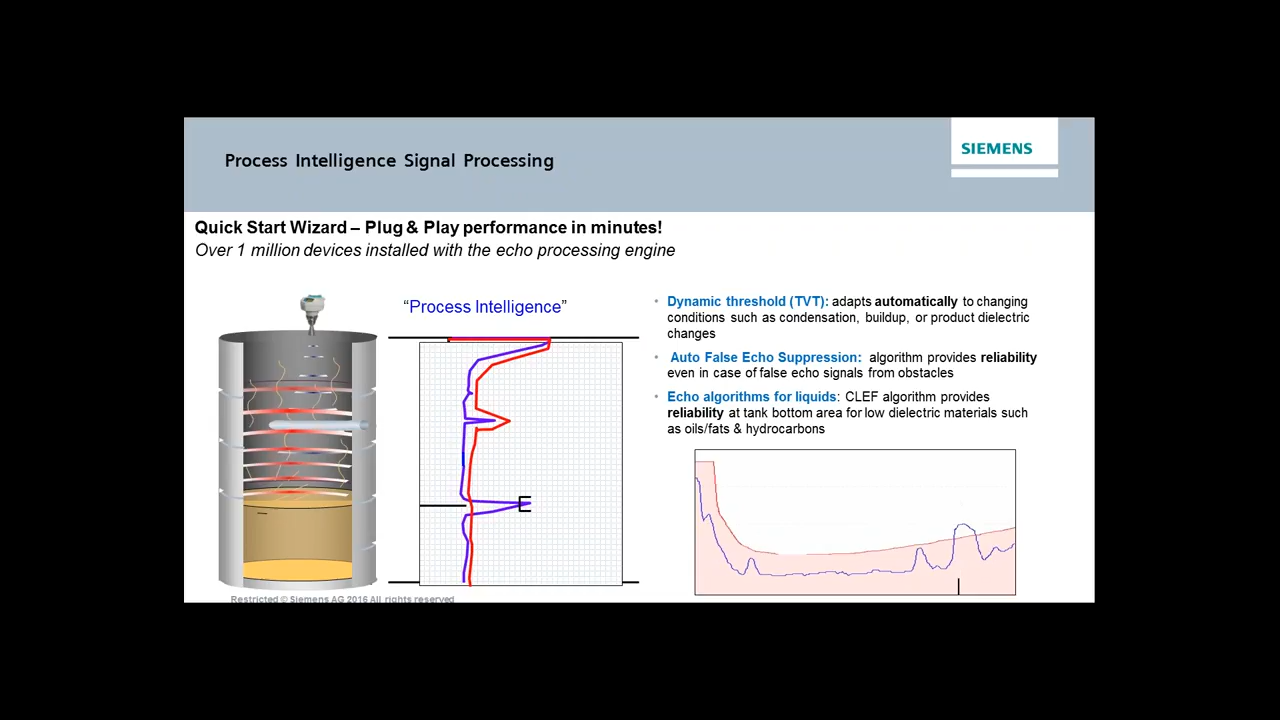 Process Intelligence Signal Processing
SIEMENS
Quick Start Wizard – Plug & Play performance in minutes!
Over 1 million devices installed with the echo processing engine
“Process Intelligence”
E
• Dynamic threshold (TVT): adapts automatically to changing
conditions such as condensation, buildup, or product dielectric
changes
• Auto False Echo Suppression: algorithm provides reliability
even in case of false echo signals from obstacles
• Echo algorithms for liquids: CLEF algorithm provides
reliability at tank bottom area for low dielectric materials such
as oils/fats & hydrocarbons
Restricted © Siemens AG 2016 All rights reserved